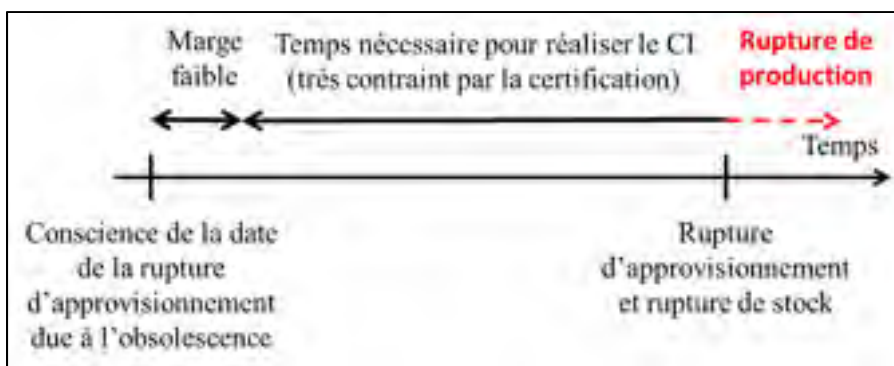 Marge
faible
Temps nécessaire pour réaliser le CI
(très contraint par la certification)
Rupture de
production
Temps
Conscience de la date
de la rupture
d'approvisionnement
due à l'obsolescence
Rupture
d'approvisionnement
et rupture de stock